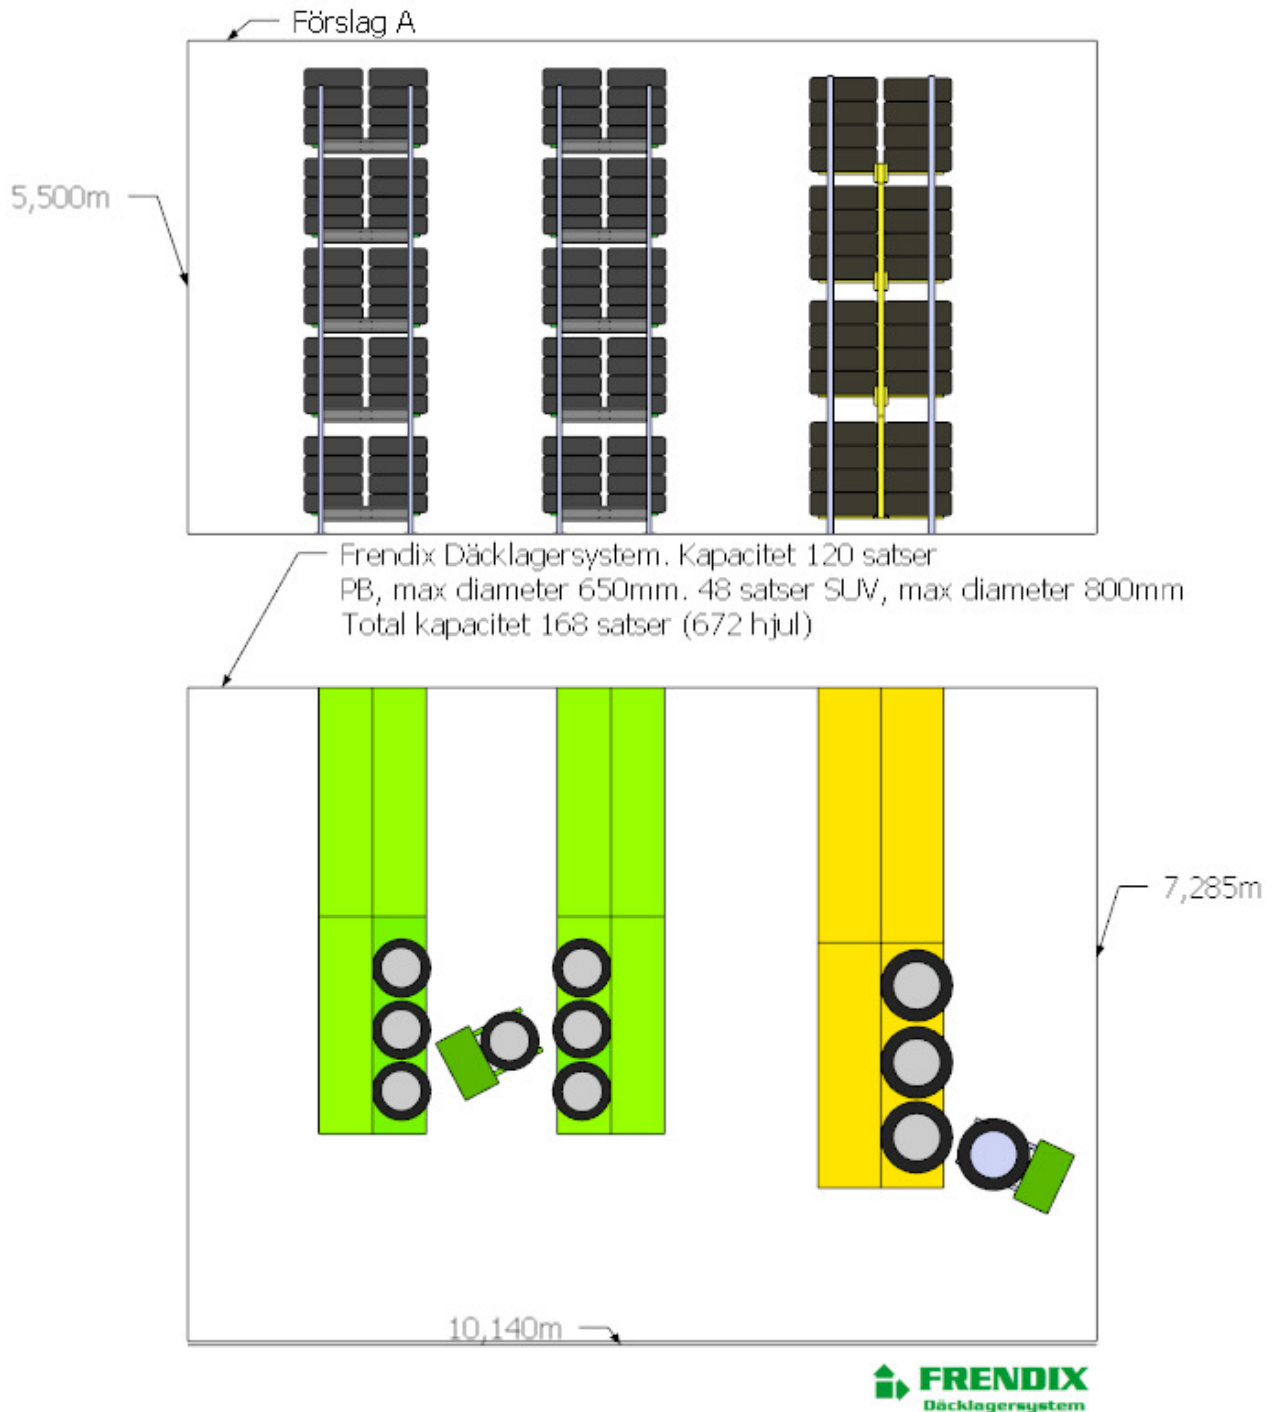 Förslag A
5,500m
Frendix Däcklagersystem. Kapacitet 120 satser
PB, max diameter 650mm. 48 satser SUV, max diameter 800mm
Total kapacitet 168 satser (672 hjul)
7,285m
10,140m
FRENDIX
Däcklagersystem